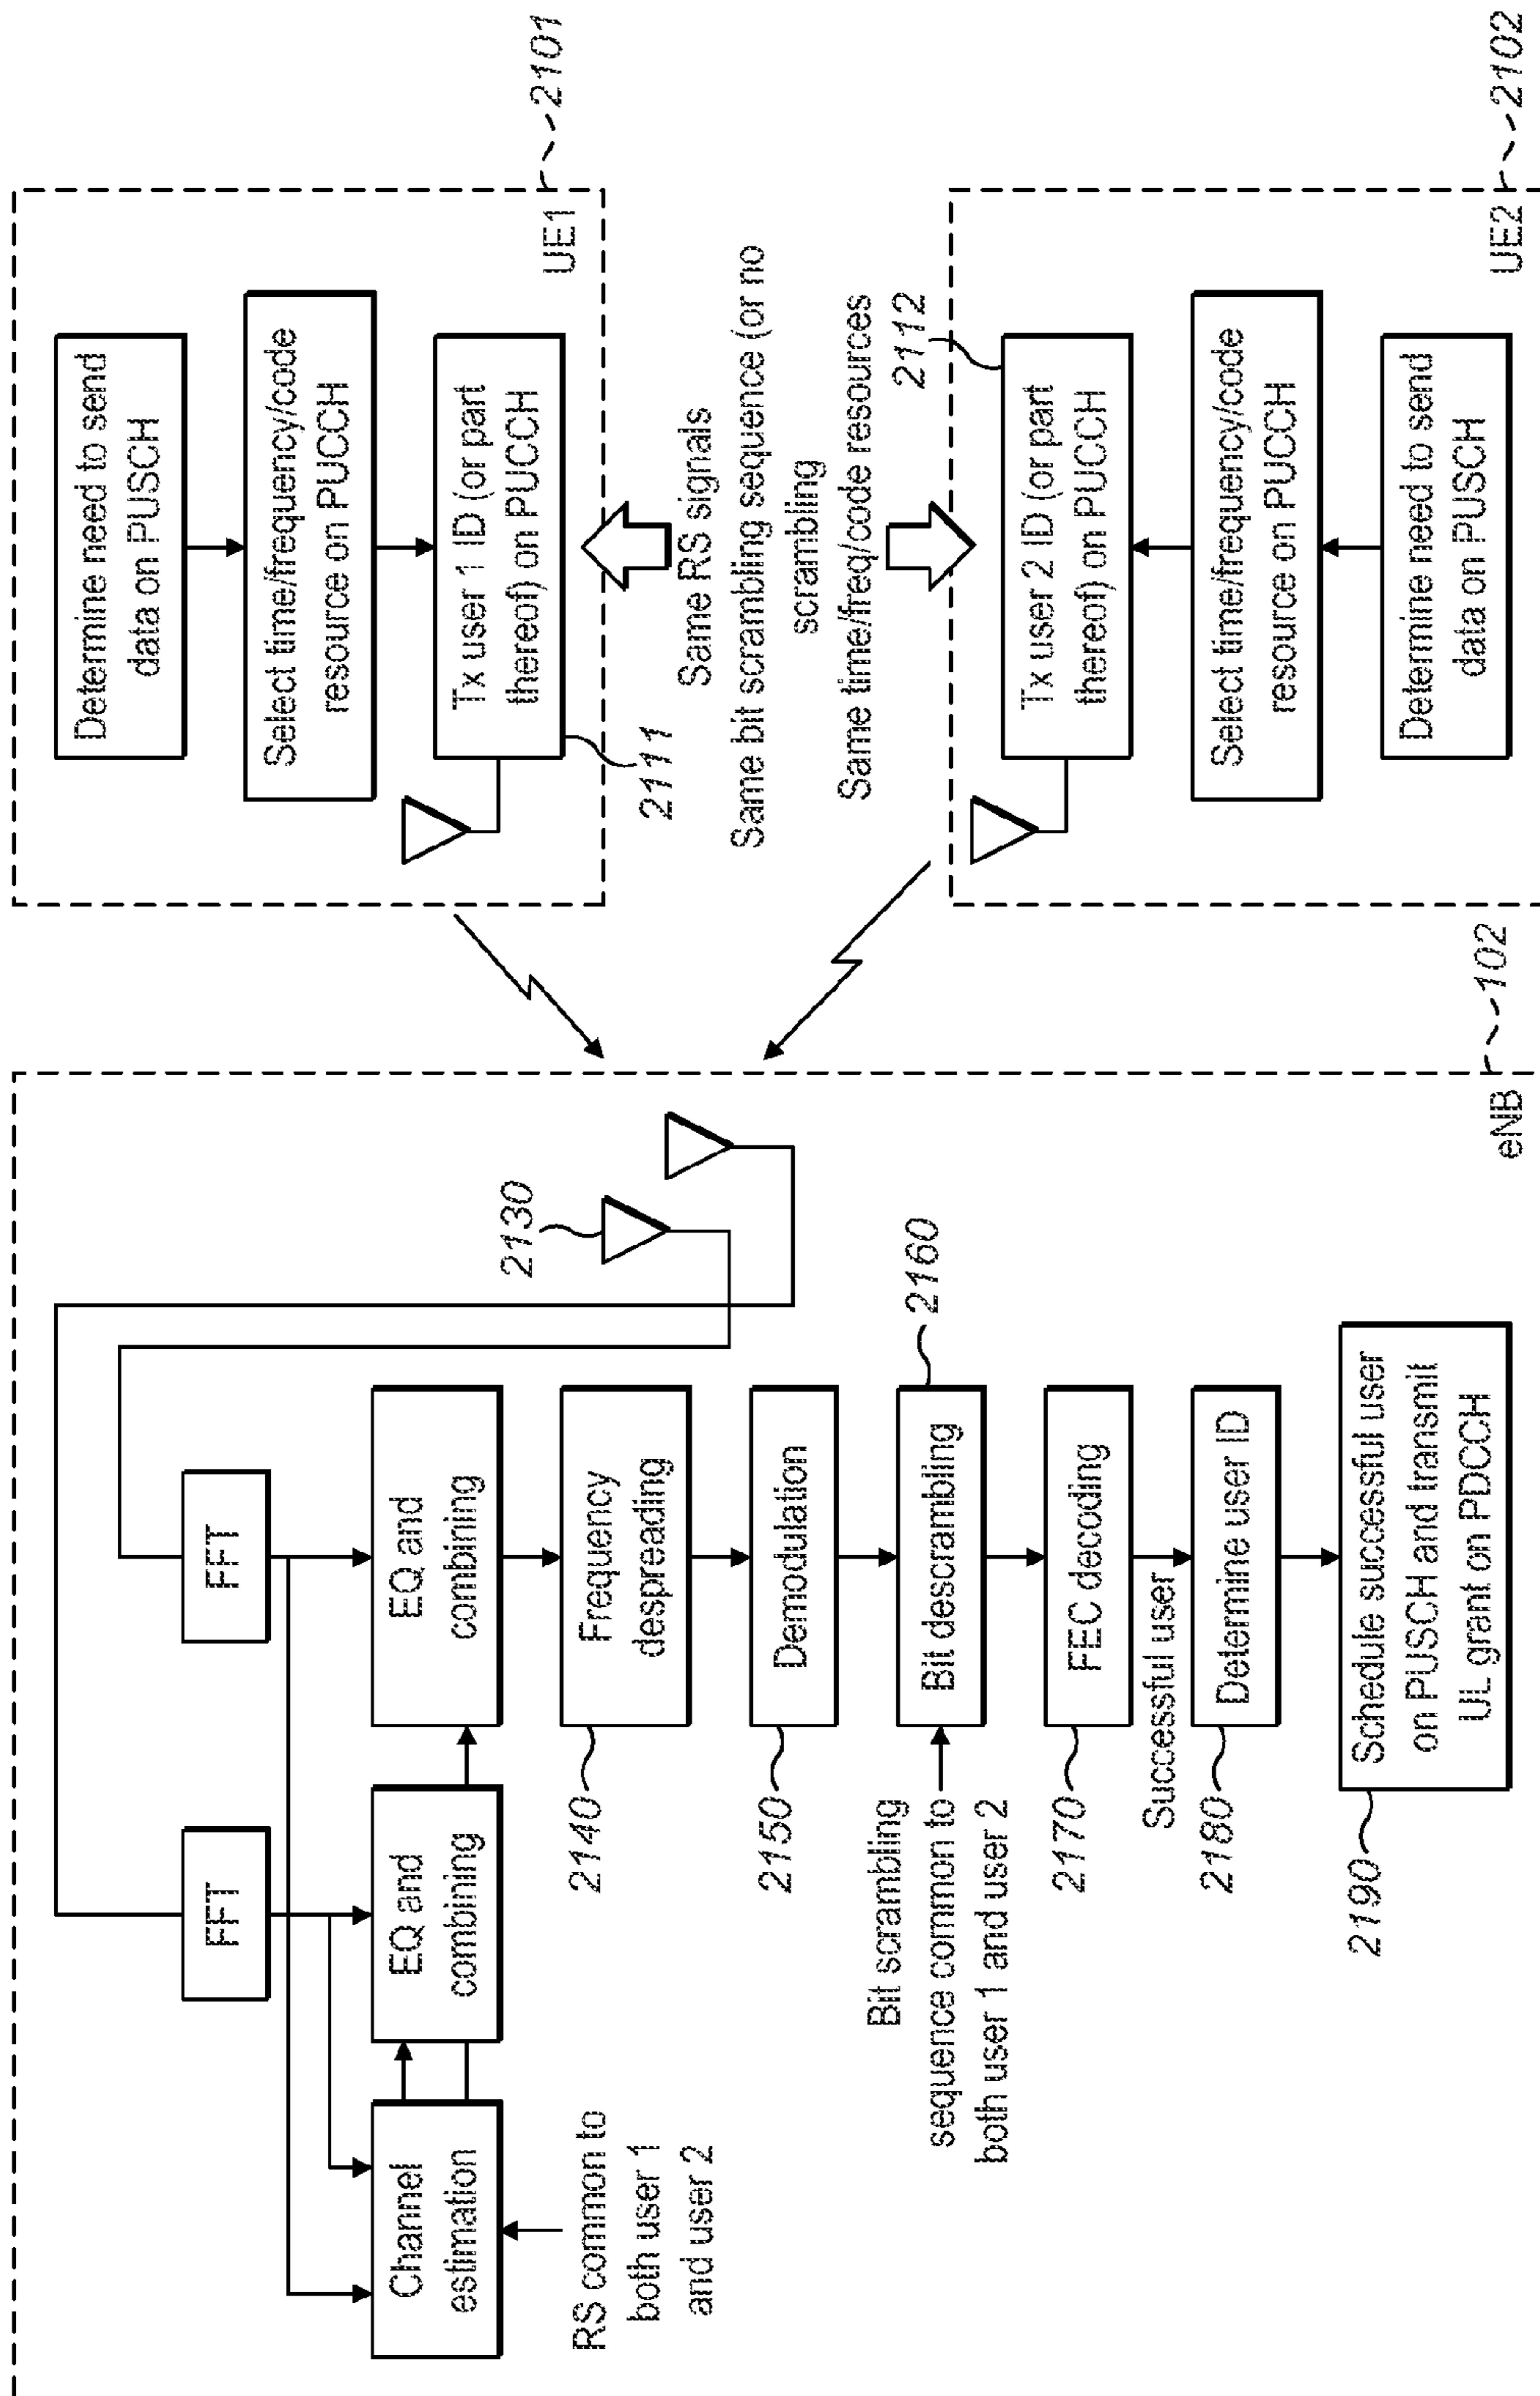 FFT
FFT
Channel
estimation
EQ and
combining
EQ and
combining
RS common to
both user 1
and user 2
2130
2140
Frequency
despreading
2150
Demodulation
Bit scrambling
sequence common to
both user 1 and user 2
Bit descrambling
2160
2170
FEC decoding
Successful user
2180
Determine user ID
2190
Schedule successful user
on PUSCH and transmit
UL grant on PDCCH
eNB
102
Determine need to send
data on PUSCH
Select time/frequency/code
resource on PUCCH
Tx user 1 ID (or part
thereof) on PUCCH
2111
UE1
2101
Same RS signals
Same bit scrambling sequence (or no
scrambling
Same time/freq/code resources
2112
Tx user 2 ID (or part
thereof) on PUCCH
Select time/frequency/code
resource on PUCCH
Determine need to send
data on PUSCH
UE2
2102